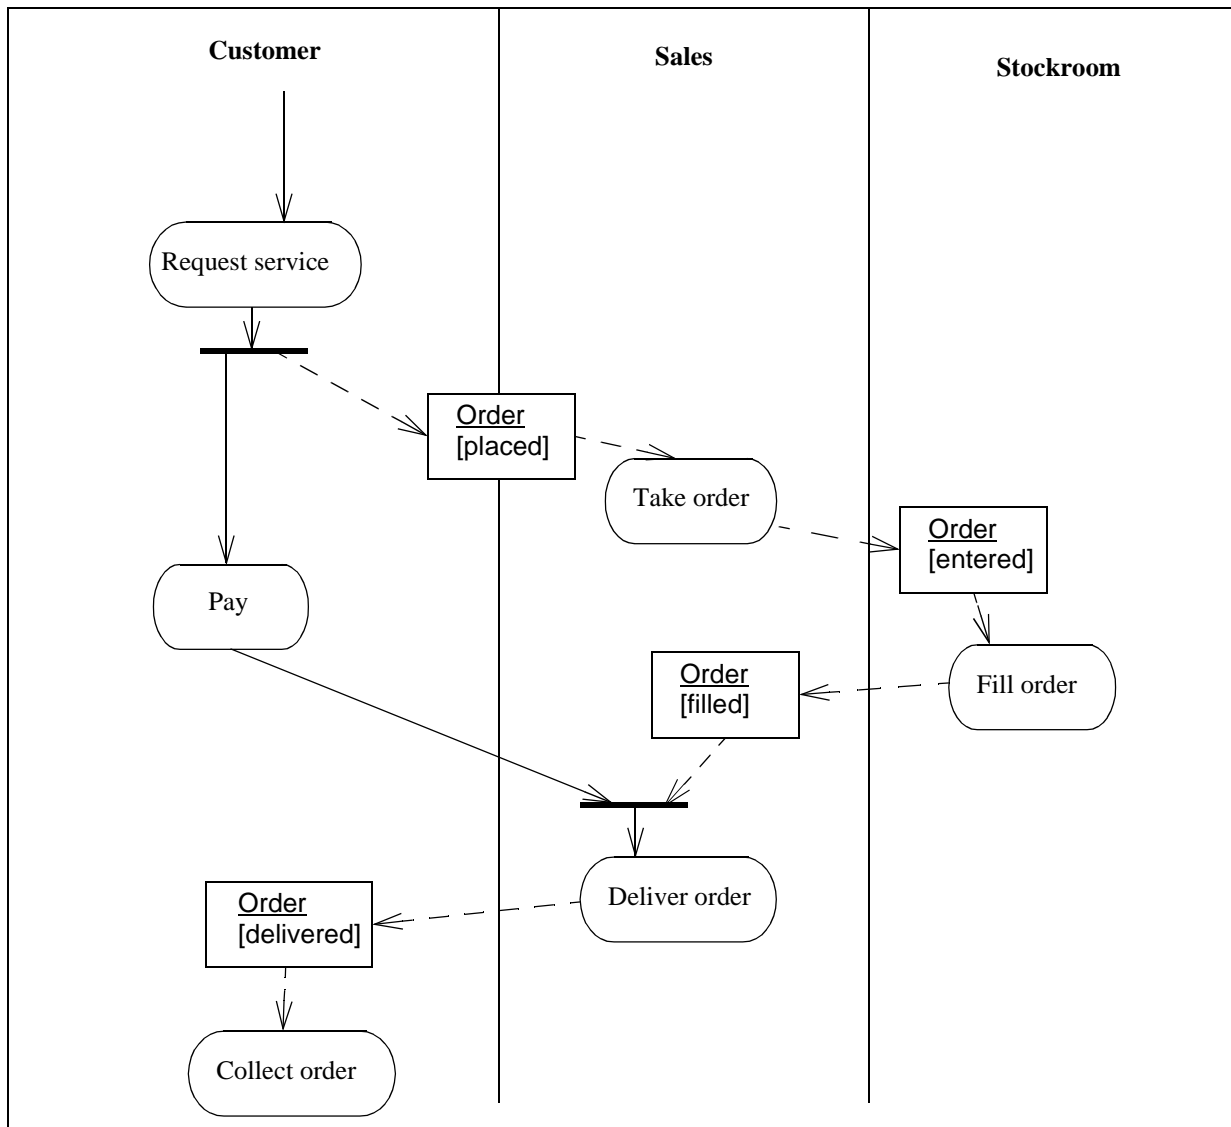 Customer
Sales
Stockroom
Request service
Order
[placed]
Take order
Order
[entered]
Pay
Order
[filled]
Fill order
Deliver order
Order
[delivered]
Collect order